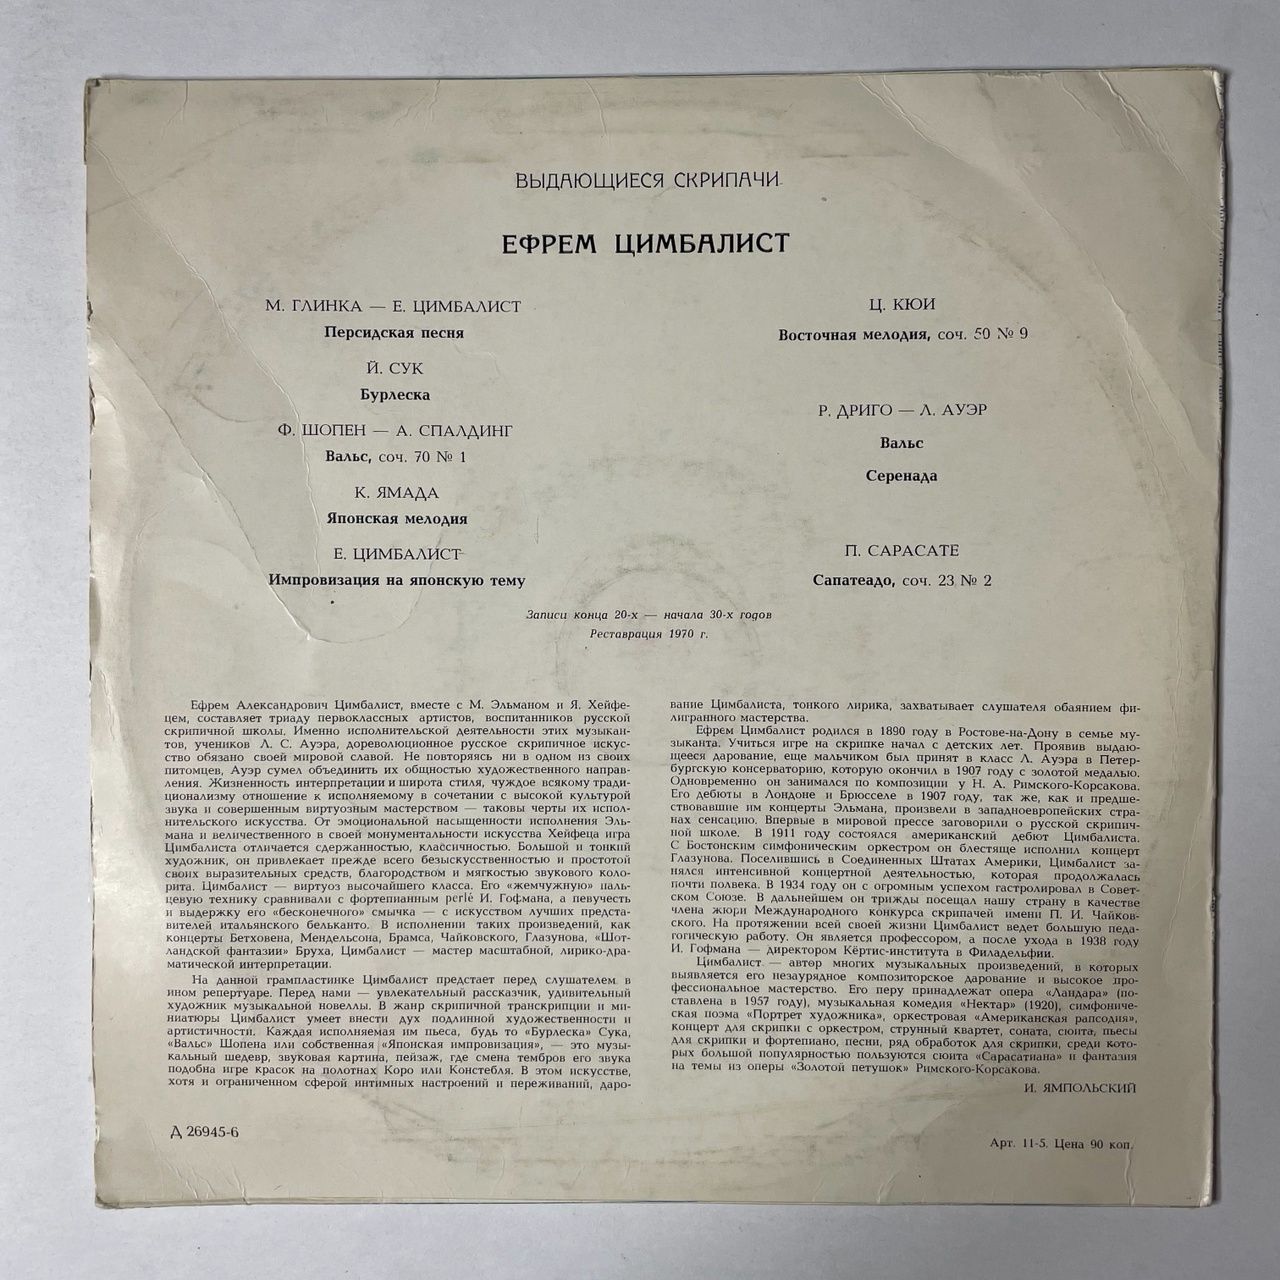 ВЫДАЮЩИЕСЯ СКРИПАЧИ
ЕФРЕМ ЦИМБАЛИСТ
М. ГЛИНКА — Е. ЦИМБАЛИСТ
Персидская песня
Й. СУК
Бурлеска
Ф. ШОПЕН — А. СПАЛДИНГ
Вальс, соч. 70 № 1
К. ЯМАДА
Японская мелодия
Е. ЦИМБАЛИСТ
Импровизация на японскую тему
Ц. КЮИ
Восточная мелодия, соч. 50 № 9
Р. ДРИГО — Л. АУЭР
Вальс
Серенада
П. САРАСАТЕ
Сапатеадо, соч. 23 № 2
Записи конца 20-х — начала 30-х годов
Реставрация 1970 г.
Ефрем Александрович Цимбалист, вместе с М. Эльманом и Я. Хейфе-
цем, составляет триаду первоклассных артистов, воспитанников русской
скрипичной школы. Именно исполнительской деятельности этих музыкан-
тов, учеников Л. С. Ауэра, дореволюционное русское скрипичное искус-
ство обязано своей мировой славой. Не повторяясь ни в одном из своих
питомцев, Ауэр сумел объединить их общностью художественного направ-
ления. Жизненность интерпретации и широта стиля, чуждое всякому тради-
ционализму отношение к исполняемому в сочетании с высокой культурой
звука и совершенным виртуозным мастерством — таковы черты их испол-
нительского искусства. От эмоциональной насыщенности исполнения Эль-
мана и величественного в своей монументальности искусства Хейфеца игра
Цимбалиста отличается сдержанностью, классичностью. Большой и тонкий
художник, он привлекает прежде всего безыскусственностью и простотой
своих выразительных средств, благородством и мягкостью звукового коло-
рита. Цимбалист — виртуоз высочайшего класса. Его «жемчужную» паль-
цевую технику сравнивали с фортепианным perlé И. Гофмана, а певучесть
и выдержку его «бесконечного» смычка — с искусством лучших предста-
вителей итальянского бельканто. В исполнении таких произведений, как
концерты Бетховена, Мендельсона, Брамса, Чайковского, Глазунова, «Шот-
ландской фантазии» Бруха, Цимбалист — мастер масштабной, лирико-дра-
матической интерпретации.
На данной грампластинке Цимбалист предстает перед слушателем в
ином репертуаре. Перед нами — увлекательный рассказчик, удивительный
художник музыкальной новеллы. В жанр скрипичной транскрипции и ми-
ниатюры Цимбалист умеет внести дух подлинной художественности и
артистичности. Каждая исполняемая им пьеса, будь то «Бурлеска» Сука,
«Вальс» Шопена или собственная «Японская импровизация», — это музы-
кальный шедевр, звуковая картина, пейзаж, где смена тембров его звука
подобна игре красок на полотнах Коро или Констебля. В этом искусстве,
хотя и ограниченном сферой интимных настроений и переживаний, даро-
вание Цимбалиста, тонкого лирика, захватывает слушателя обаянием фи-
лигранного мастерства.
Ефрем Цимбалист родился в 1890 году в Ростове-на-Дону в семье му-
зыканта. Учиться игре на скрипке начал с детских лет. Проявив выдаю-
щееся дарование, еще мальчиком был принят в класс Л. Ауэра в Петер-
бургскую консерваторию, которую окончил в 1907 году с золотой медалью.
Одновременно он занимался по композиции у Н. А. Римского-Корсакова.
Его дебюты в Лондоне и Брюсселе в 1907 году, так же, как и предше-
ствовавшие им концерты Эльмана, произвели в западноевропейских стра-
нах сенсацию. Впервые в мировой прессе заговорили о русской скрипич-
ной школе. В 1911 году состоялся американский дебют Цимбалиста.
С Бостонским симфоническим оркестром он блестяще исполнил концерт
Глазунова. Поселившись в Соединенных Штатах Америки, Цимбалист за-
нялся интенсивной концертной деятельностью, которая продолжалась
почти полвека. В 1934 году он с огромным успехом гастролировал в Совет-
ском Союзе. В дальнейшем он трижды посещал нашу страну в качестве
члена жюри Международного конкурса скрипачей имени П. И. Чайков-
ского. На протяжении всей своей жизни Цимбалист ведет большую педа-
гогическую работу. Он является профессором, а после ухода в 1938 году
И. Гофмана — директором Кёртис-института в Филадельфии.
Цимбалист — автор многих музыкальных произведений, в которых
выявляется его незаурядное композиторское дарование и высокое про-
фессиональное мастерство. Его перу принадлежат опера «Ландара» (по-
ставлена в 1957 году), музыкальная комедия «Нектар» (1920), симфониче-
ская поэма «Портрет художника», оркестровая «Американская рапсодия»,
концерт для скрипки с оркестром, струнный квартет, соната, сюита, пьесы
для скрипки и фортепиано, песни, ряд обработок для скрипки, среди кото-
рых большой популярностью пользуются сюита «Сарасатиана» и фантазия
на темы из оперы «Золотой петушок» Римского-Корсакова.
И. ЯМПОЛЬСКИЙ
Д 26945-6
Арт. 11-5. Цена 90 коп.